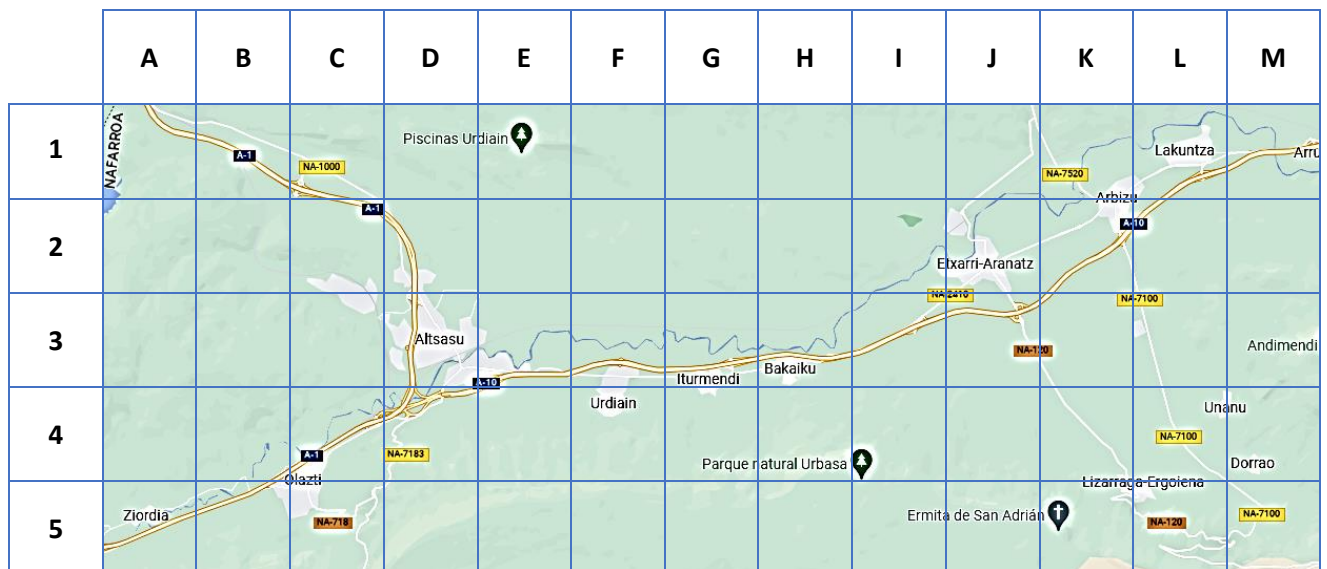 A B C D E F G H I J K L M
1
NAFARROA
A-1
NA-1000
Piscinas Urdiain
NA-7520
Lakuntza
Arru
Arbizu
2
A-1
A-10
Etxarri-Aranatz
NA-2410
NA-7100
3
Altsasu
NA-120
Andimendi
Bakaiku
Iturmendi
A-10
Urdiain
Unanu
4
A-1
NA-7183
Parque natural Urbasa
NA-7100
Dorrao
Olazti
Lizarraga-Ergoiena
5
Ziordia
NA-718
Ermita de San Adrián
NA-120
NA-7100